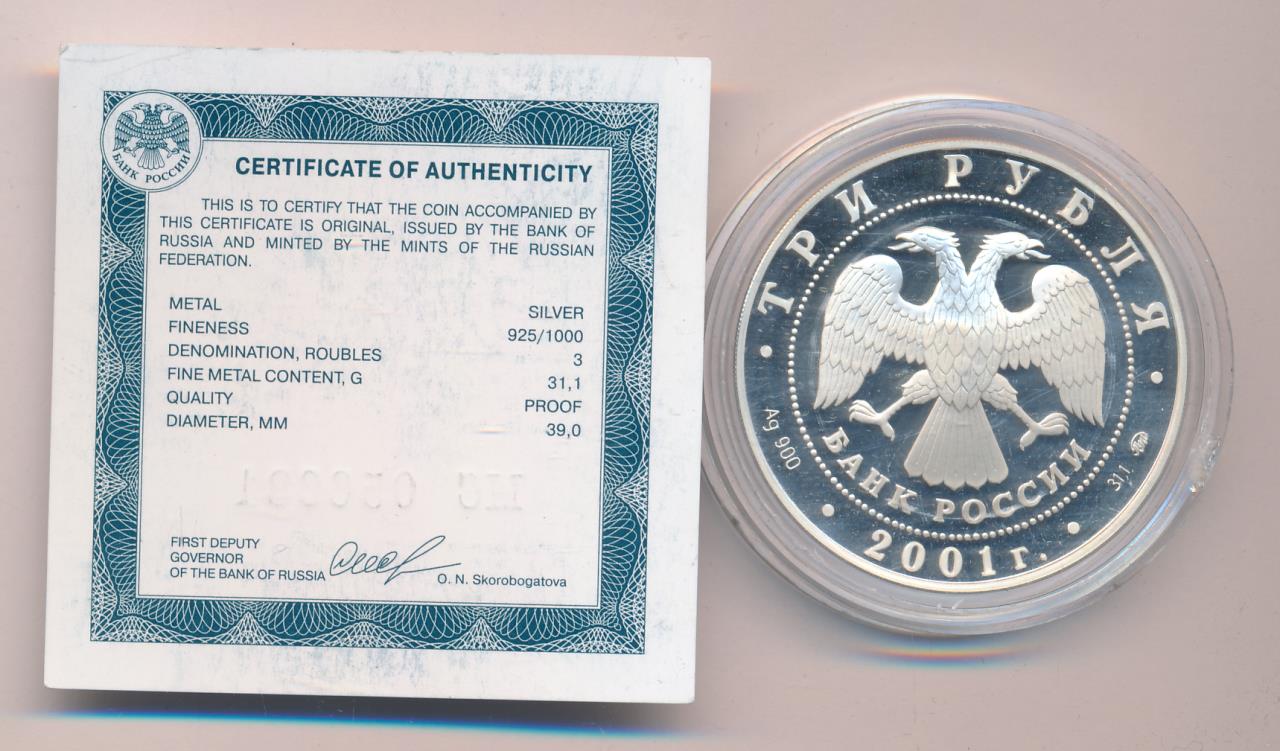 БАНК РОССИИ
CERTIFICATE OF AUTHENTICITY
THIS IS TO CERTIFY THAT THE COIN ACCOMPANIED BY
THIS CERTIFICATE IS ORIGINAL, ISSUED BY THE BANK OF
RUSSIA AND MINTED BY THE MINTS OF THE RUSSIAN
FEDERATION.
METAL SILVER
FINENESS 925/1000
DENOMINATION, ROUBLES 3
FINE METAL CONTENT, G 31,1
QUALITY PROOF
DIAMETER, MM 39,0
FIRST DEPUTY
GOVERNOR
OF THE BANK OF RUSSIA
O. N. Skorobogatova
ТРИ РУБЛЯ
Ag 900
БАНК РОССИИ
31,1
2001 г.